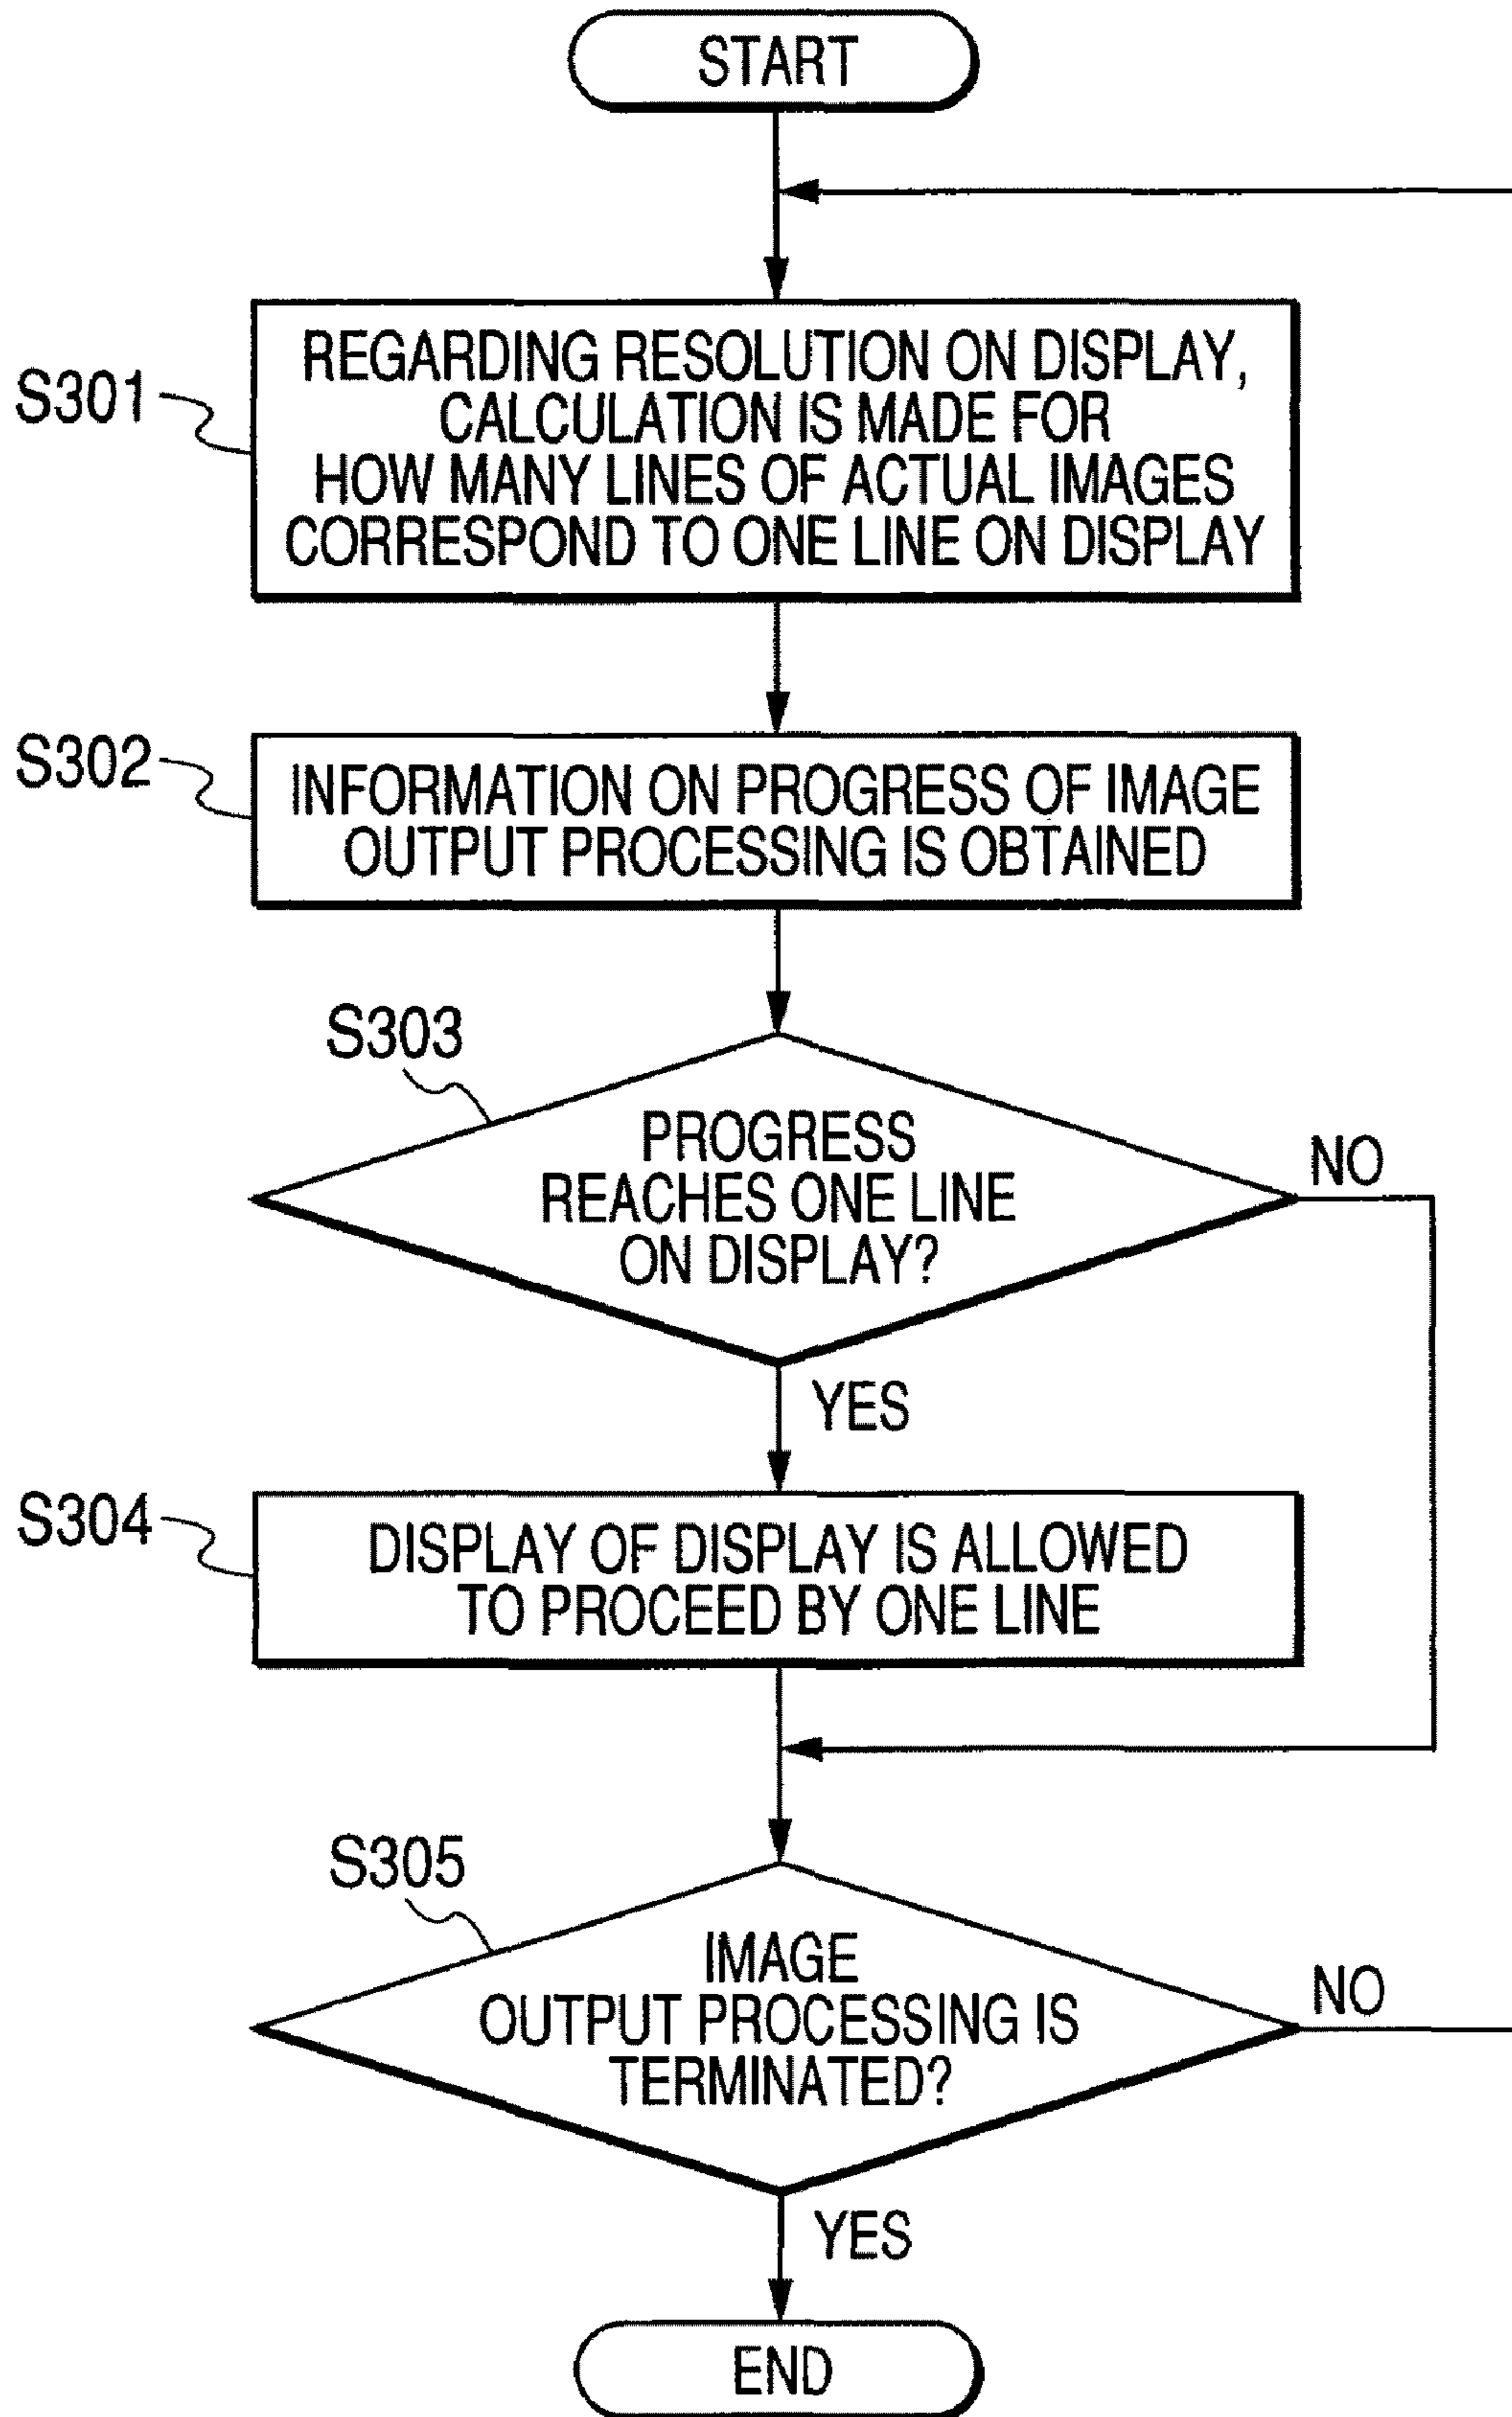 START
S301
REGARDING RESOLUTION ON DISPLAY,
CALCULATION IS MADE FOR
HOW MANY LINES OF ACTUAL IMAGES
CORRESPOND TO ONE LINE ON DISPLAY
S302
INFORMATION ON PROGRESS OF IMAGE
OUTPUT PROCESSING IS OBTAINED
S303
PROGRESS
REACHES ONE LINE
ON DISPLAY?
NO
YES
S304
DISPLAY OF DISPLAY IS ALLOWED
TO PROCEED BY ONE LINE
S305
IMAGE
OUTPUT PROCESSING IS
TERMINATED?
NO
YES
END